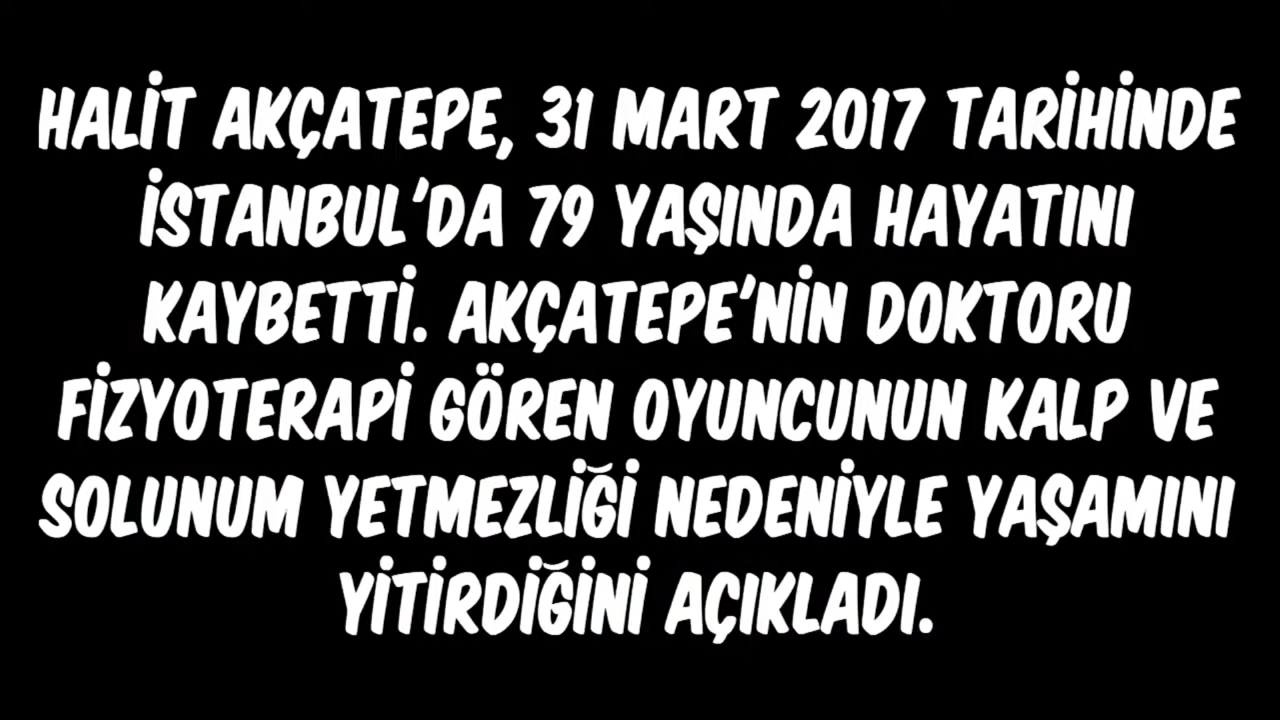 HALİT AKÇATEPE, 31 MART 2017 TARİHİNDE
İSTANBUL'DA 79 YAŞINDA HAYATINI
KAYBETTİ. AKÇATEPE'NİN DOKTORU
FİZYOTERAPİ GÖREN OYUNCUNUN KALP VE
SOLUNUM YETMEZLİĞİ NEDENİYLE YAŞAMINI
YİTİRDİĞİNİ AÇIKLADI.